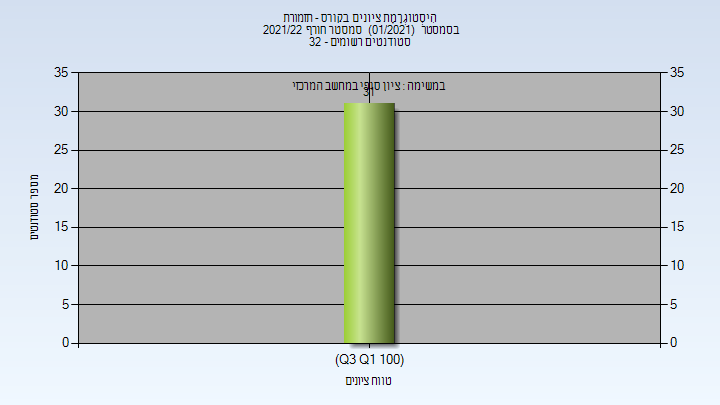 היסטוגרמת ציונים בקורס - תזמורת
בסמסטר (01/2021) סמסטר חורף 2021/22
סטודנטים רשומים - 32
במשימה : ציון סופי במחשב המרכזי
31
35
30
25
20
15
10
5
0
35
30
25
20
15
10
5
0
מספר סטודנטים
(Q3 Q1 100)
טווח ציונים